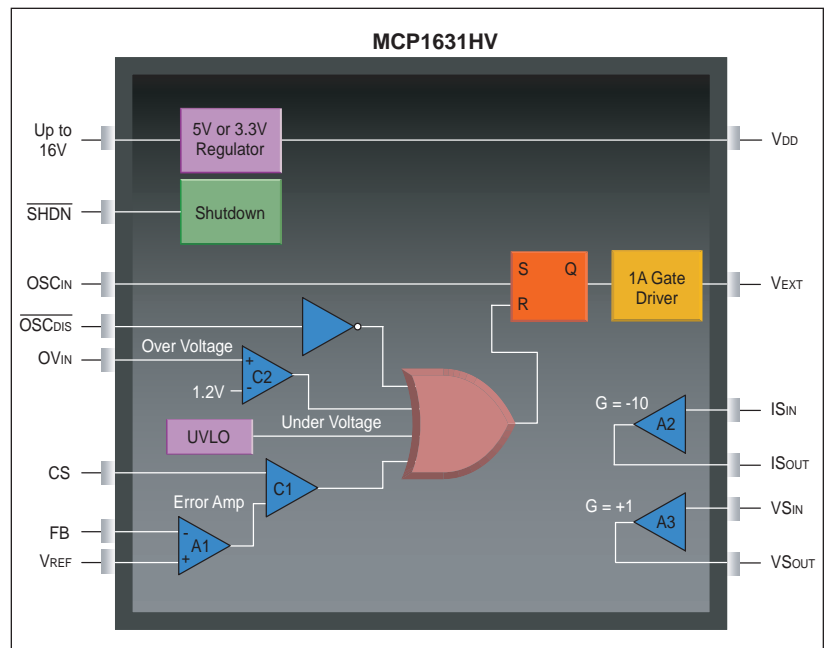 MCP1631HV
Up to
16V
5V or 3.3V
Regulator
VDD
SHDN
Shutdown
OSCIN
S Q
R
1A Gate
Driver
VEXT
OSCDIS
OVIN
Over Voltage
+
C2
-
1.2V
UVLO
Under Voltage
G = -10
A2
ISIN
ISOUT
CS
C1
Error Amp
FB
-
A1
+
VREF
G = +1
A3
VSIN
VSOUT